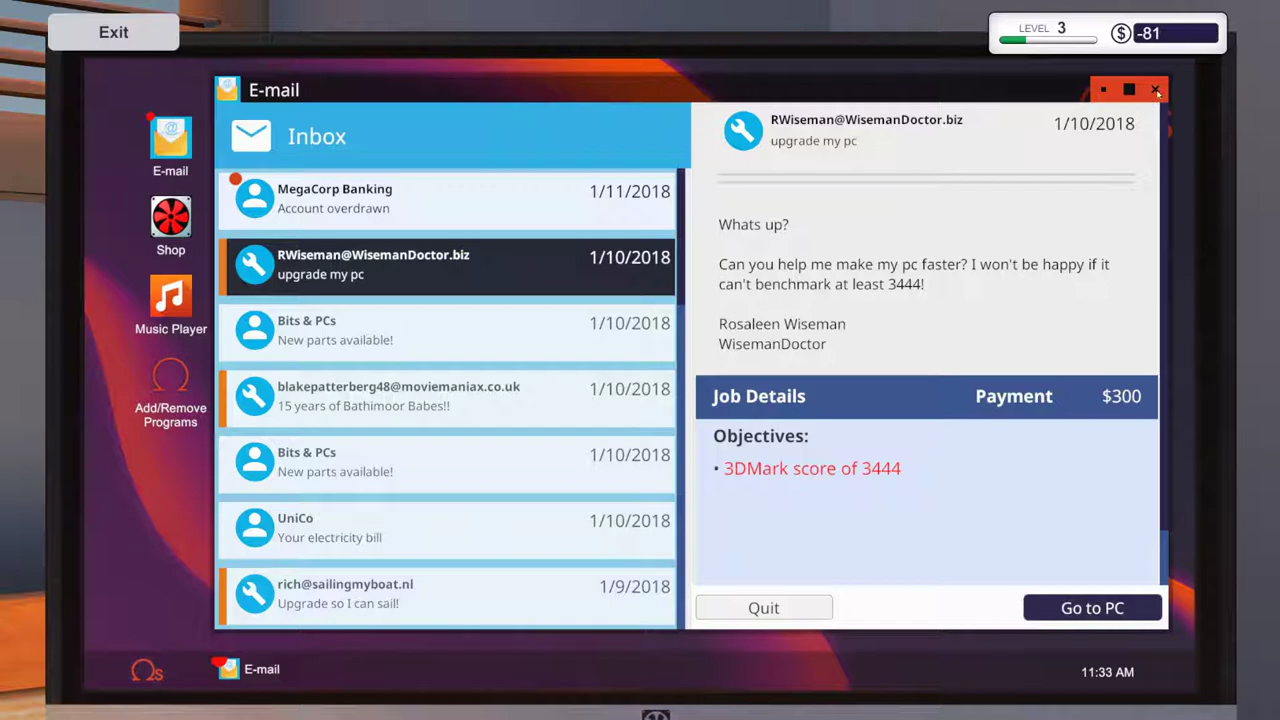 Exit
LEVEL 3
$ -81
E-mail
Inbox
MegaCorp Banking 1/11/2018
Account overdrawn
RWiseman@WisemanDoctor.biz 1/10/2018
upgrade my pc
Bits & PCs 1/10/2018
New parts available!
blakepatterberg48@moviemaniax.co.uk 1/10/2018
15 years of Bathimoor Babes!!
Bits & PCs 1/10/2018
New parts available!
UniCo 1/10/2018
Your electricity bill
rich@sailingmyboat.nl 1/9/2018
Upgrade so I can sail!
RWiseman@WisemanDoctor.biz 1/10/2018
upgrade my pc
Whats up?
Can you help me make my pc faster? I won't be happy if it
can't benchmark at least 3444!
Rosaleen Wiseman
WisemanDoctor
Job Details Payment $300
Objectives:
• 3DMark score of 3444
Quit
Go to PC
E-mail
Shop
Music Player
Ω
Add/Remove
Programs
Ωs
E-mail
11:33 AM